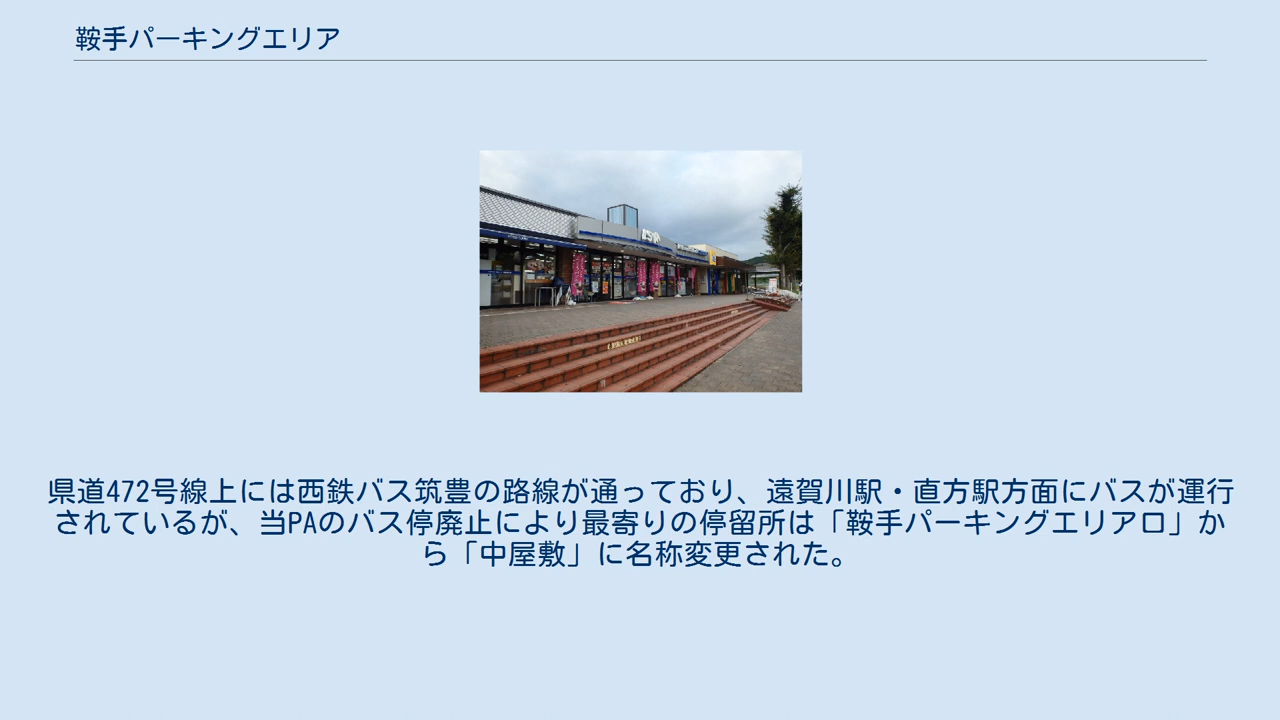 鞍手パーキングエリア
県道472号線上には西鉄バス筑豊の路線が通っており、遠賀川駅・直方駅方面にバスが運行
されているが、当PAのバス停廃止により最寄りの停留所は「鞍手パーキングエリア口」か
ら「中屋敷」に名称変更された。